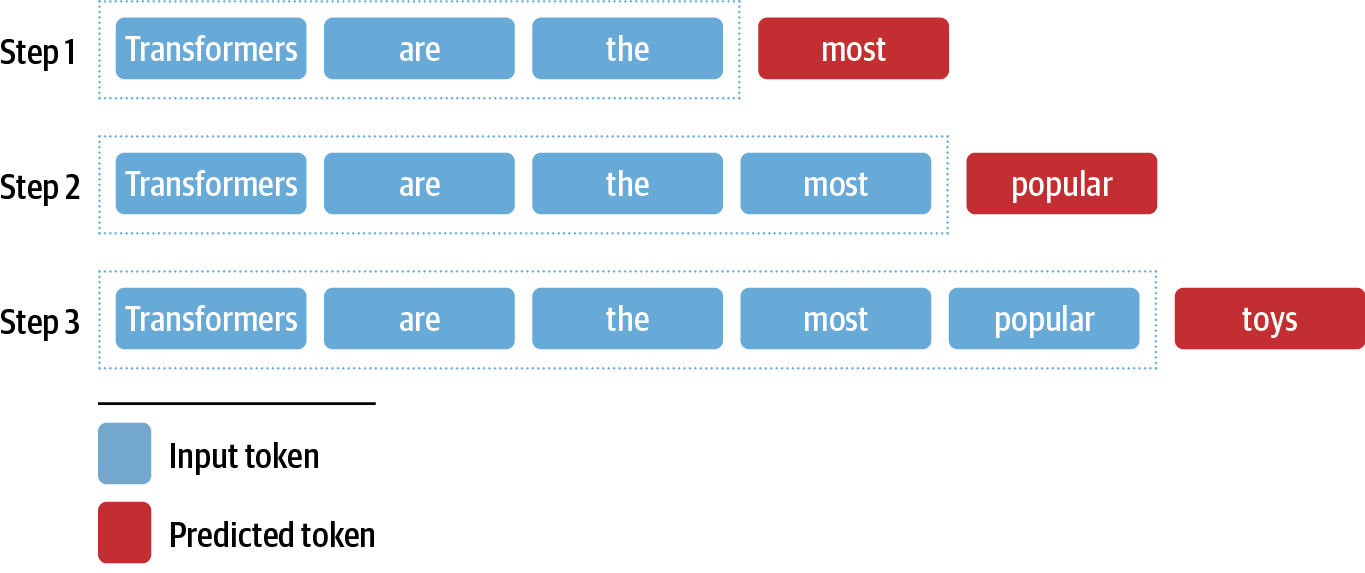 Step 1 Transformers are the most
Step 2 Transformers are the most popular
Step 3 Transformers are the most popular toys
Input token
Predicted token